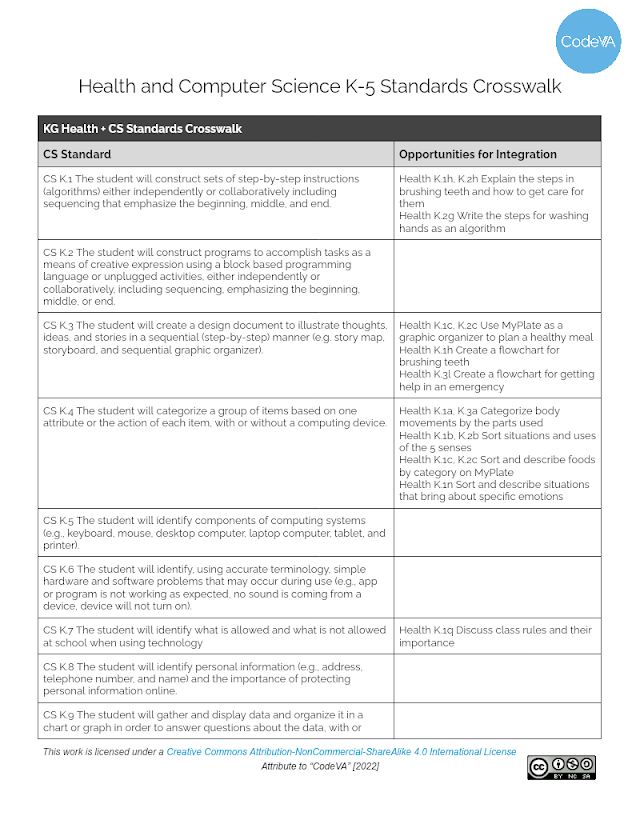 CodeVA
Health and Computer Science K-5 Standards Crosswalk
KG Health + CS Standards Crosswalk
CS Standard
Opportunities for Integration
CS K.1 The student will construct sets of step-by-step instructions
(algorithms) either independently or collaboratively including
sequencing that emphasize the beginning, middle, and end.
Health K.1h, K.2h Explain the steps in
brushing teeth and how to get care for
them
Health K.2g Write the steps for washing
hands as an algorithm
CS K.2 The student will construct programs to accomplish tasks as a
means of creative expression using a block based programming
language or unplugged activities, either independently or
collaboratively, including sequencing, emphasizing the beginning,
middle, or end.
CS K.3 The student will create a design document to illustrate thoughts,
ideas, and stories in a sequential (step-by-step) manner (e.g. story map,
storyboard, and sequential graphic organizer).
Health K.1c, K.2c Use MyPlate as a
graphic organizer to plan a healthy meal
Health K.1h Create a flowchart for
brushing teeth
Health K.3l Create a flowchart for getting
help in an emergency
CS K.4 The student will categorize a group of items based on one
attribute or the action of each item, with or without a computing device.
Health K.1a, K.3a Categorize body
movements by the parts used
Health K.1b, K.2b Sort situations and uses
of the 5 senses
Health K.1c, K.2c Sort and describe foods
by category on MyPlate
Health K.1n Sort and describe situations
that bring about specific emotions
CS K.5 The student will identify components of computing systems
(e.g., keyboard, mouse, desktop computer, laptop computer, tablet, and
printer).
CS K.6 The student will identify, using accurate terminology, simple
hardware and software problems that may occur during use (e.g., app
or program is not working as expected, no sound is coming from a
device, device will not turn on).
CS K.7 The student will identify what is allowed and what is not allowed
at school when using technology
Health K.1q Discuss class rules and their
importance
CS K.8 The student will identify personal information (e.g., address,
telephone number, and name) and the importance of protecting
personal information online.
CS K.9 The student will gather and display data and organize it in a
chart or graph in order to answer questions about the data, with or
This work is licensed under a Creative Commons Attribution-NonCommercial-ShareAlike 4.0 International License
Attribute to "CodeVA" [2022]
cc
BY NC SA